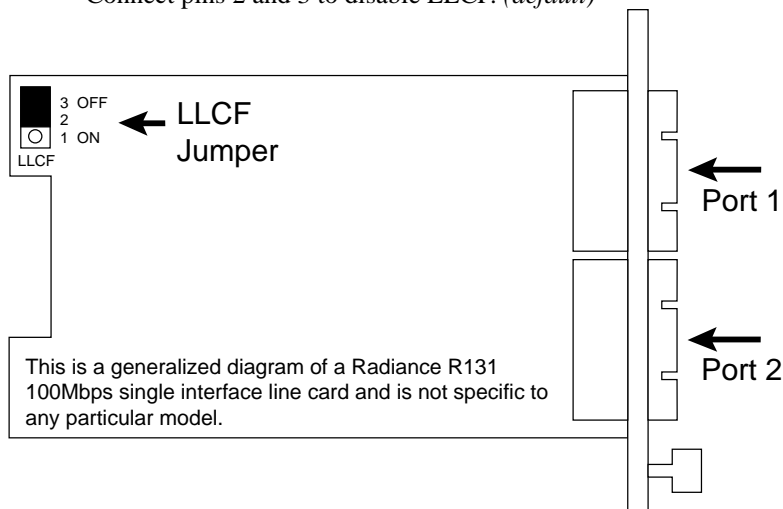 Connect pins 2 and 3 to disable LLCF. (default)
3 OFF
2
1 ON
LLCF
LLCF
Jumper
Port 1
Port 2
This is a generalized diagram of a Radiance R131
100Mbps single interface line card and is not specific to
any particular model.